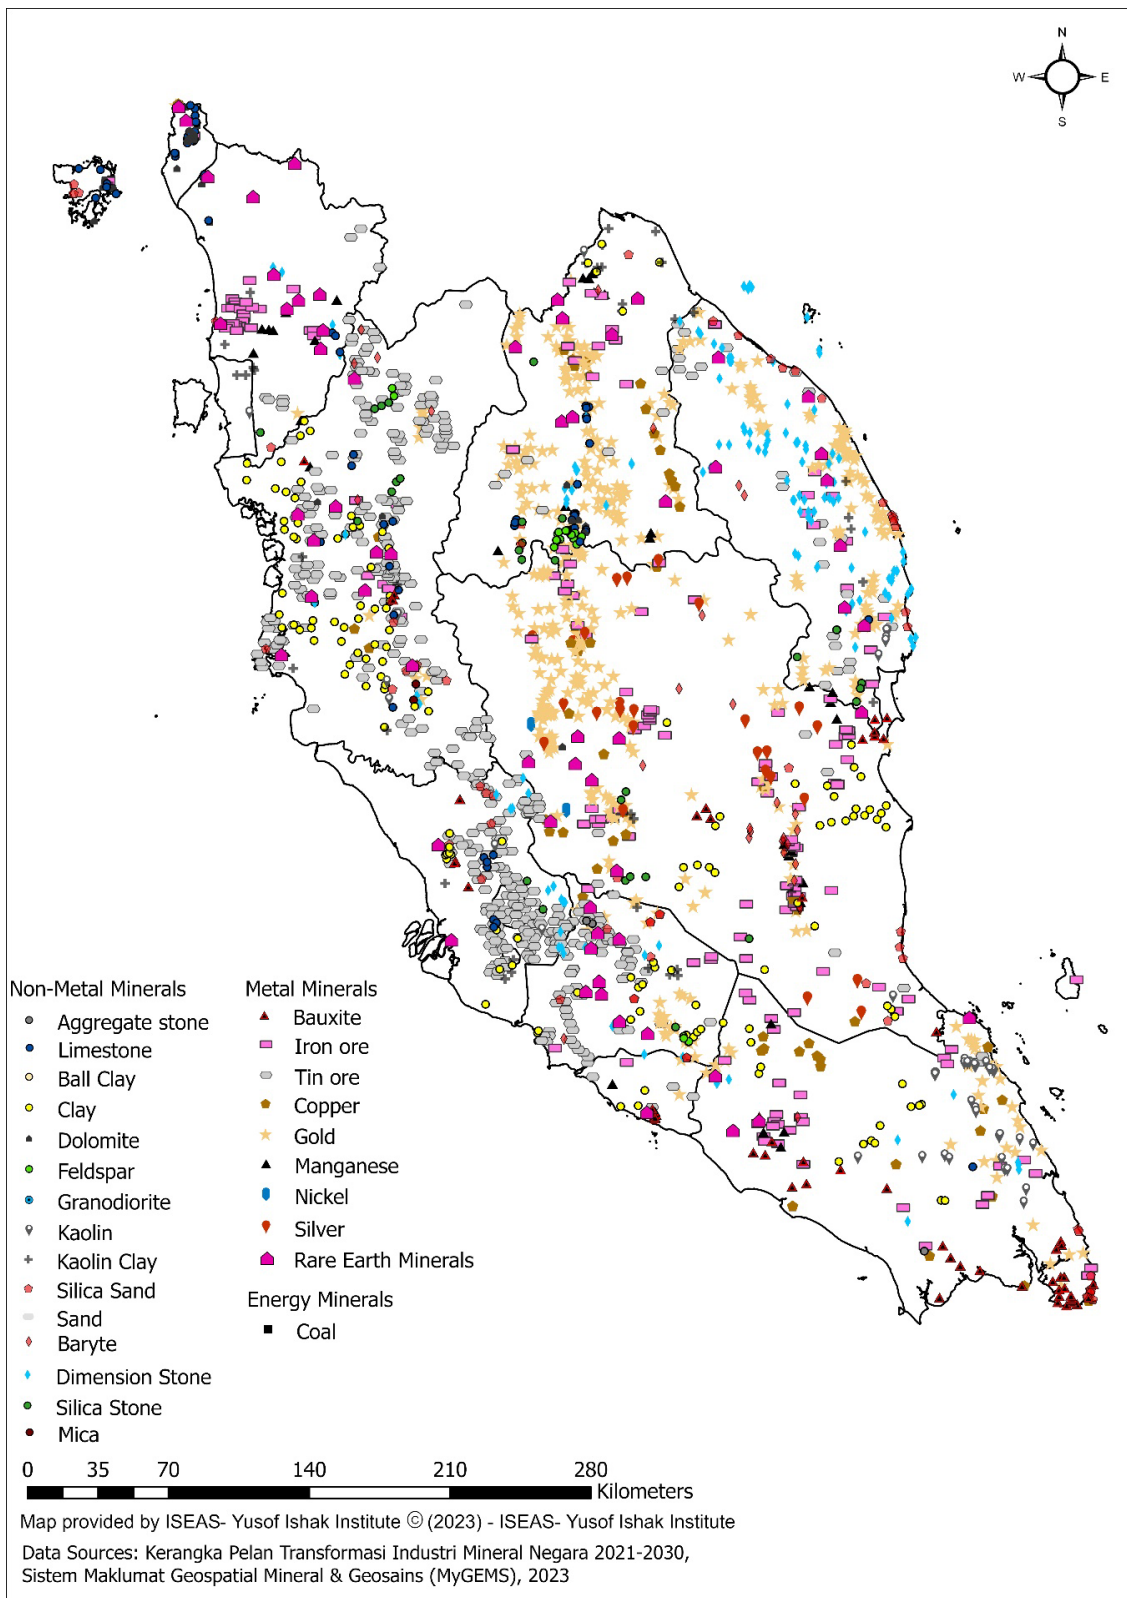 N
W E
S
Non-Metal Minerals
Aggregate stone
Limestone
Ball Clay
Clay
Dolomite
Feldspar
Granodiorite
Kaolin
Kaolin Clay
Silica Sand
Sand
Baryte
Dimension Stone
Silica Stone
Mica
Metal Minerals
Bauxite
Iron ore
Tin ore
Copper
Gold
Manganese
Nickel
Silver
Rare Earth Minerals
Energy Minerals
Coal
0 35 70 140 210 280
Kilometers
Map provided by ISEAS- Yusof Ishak Institute © (2023) - ISEAS- Yusof Ishak Institute
Data Sources: Kerangka Pelan Transformasi Industri Mineral Negara 2021-2030,
Sistem Maklumat Geospatial Mineral & Geosains (MyGEMS), 2023